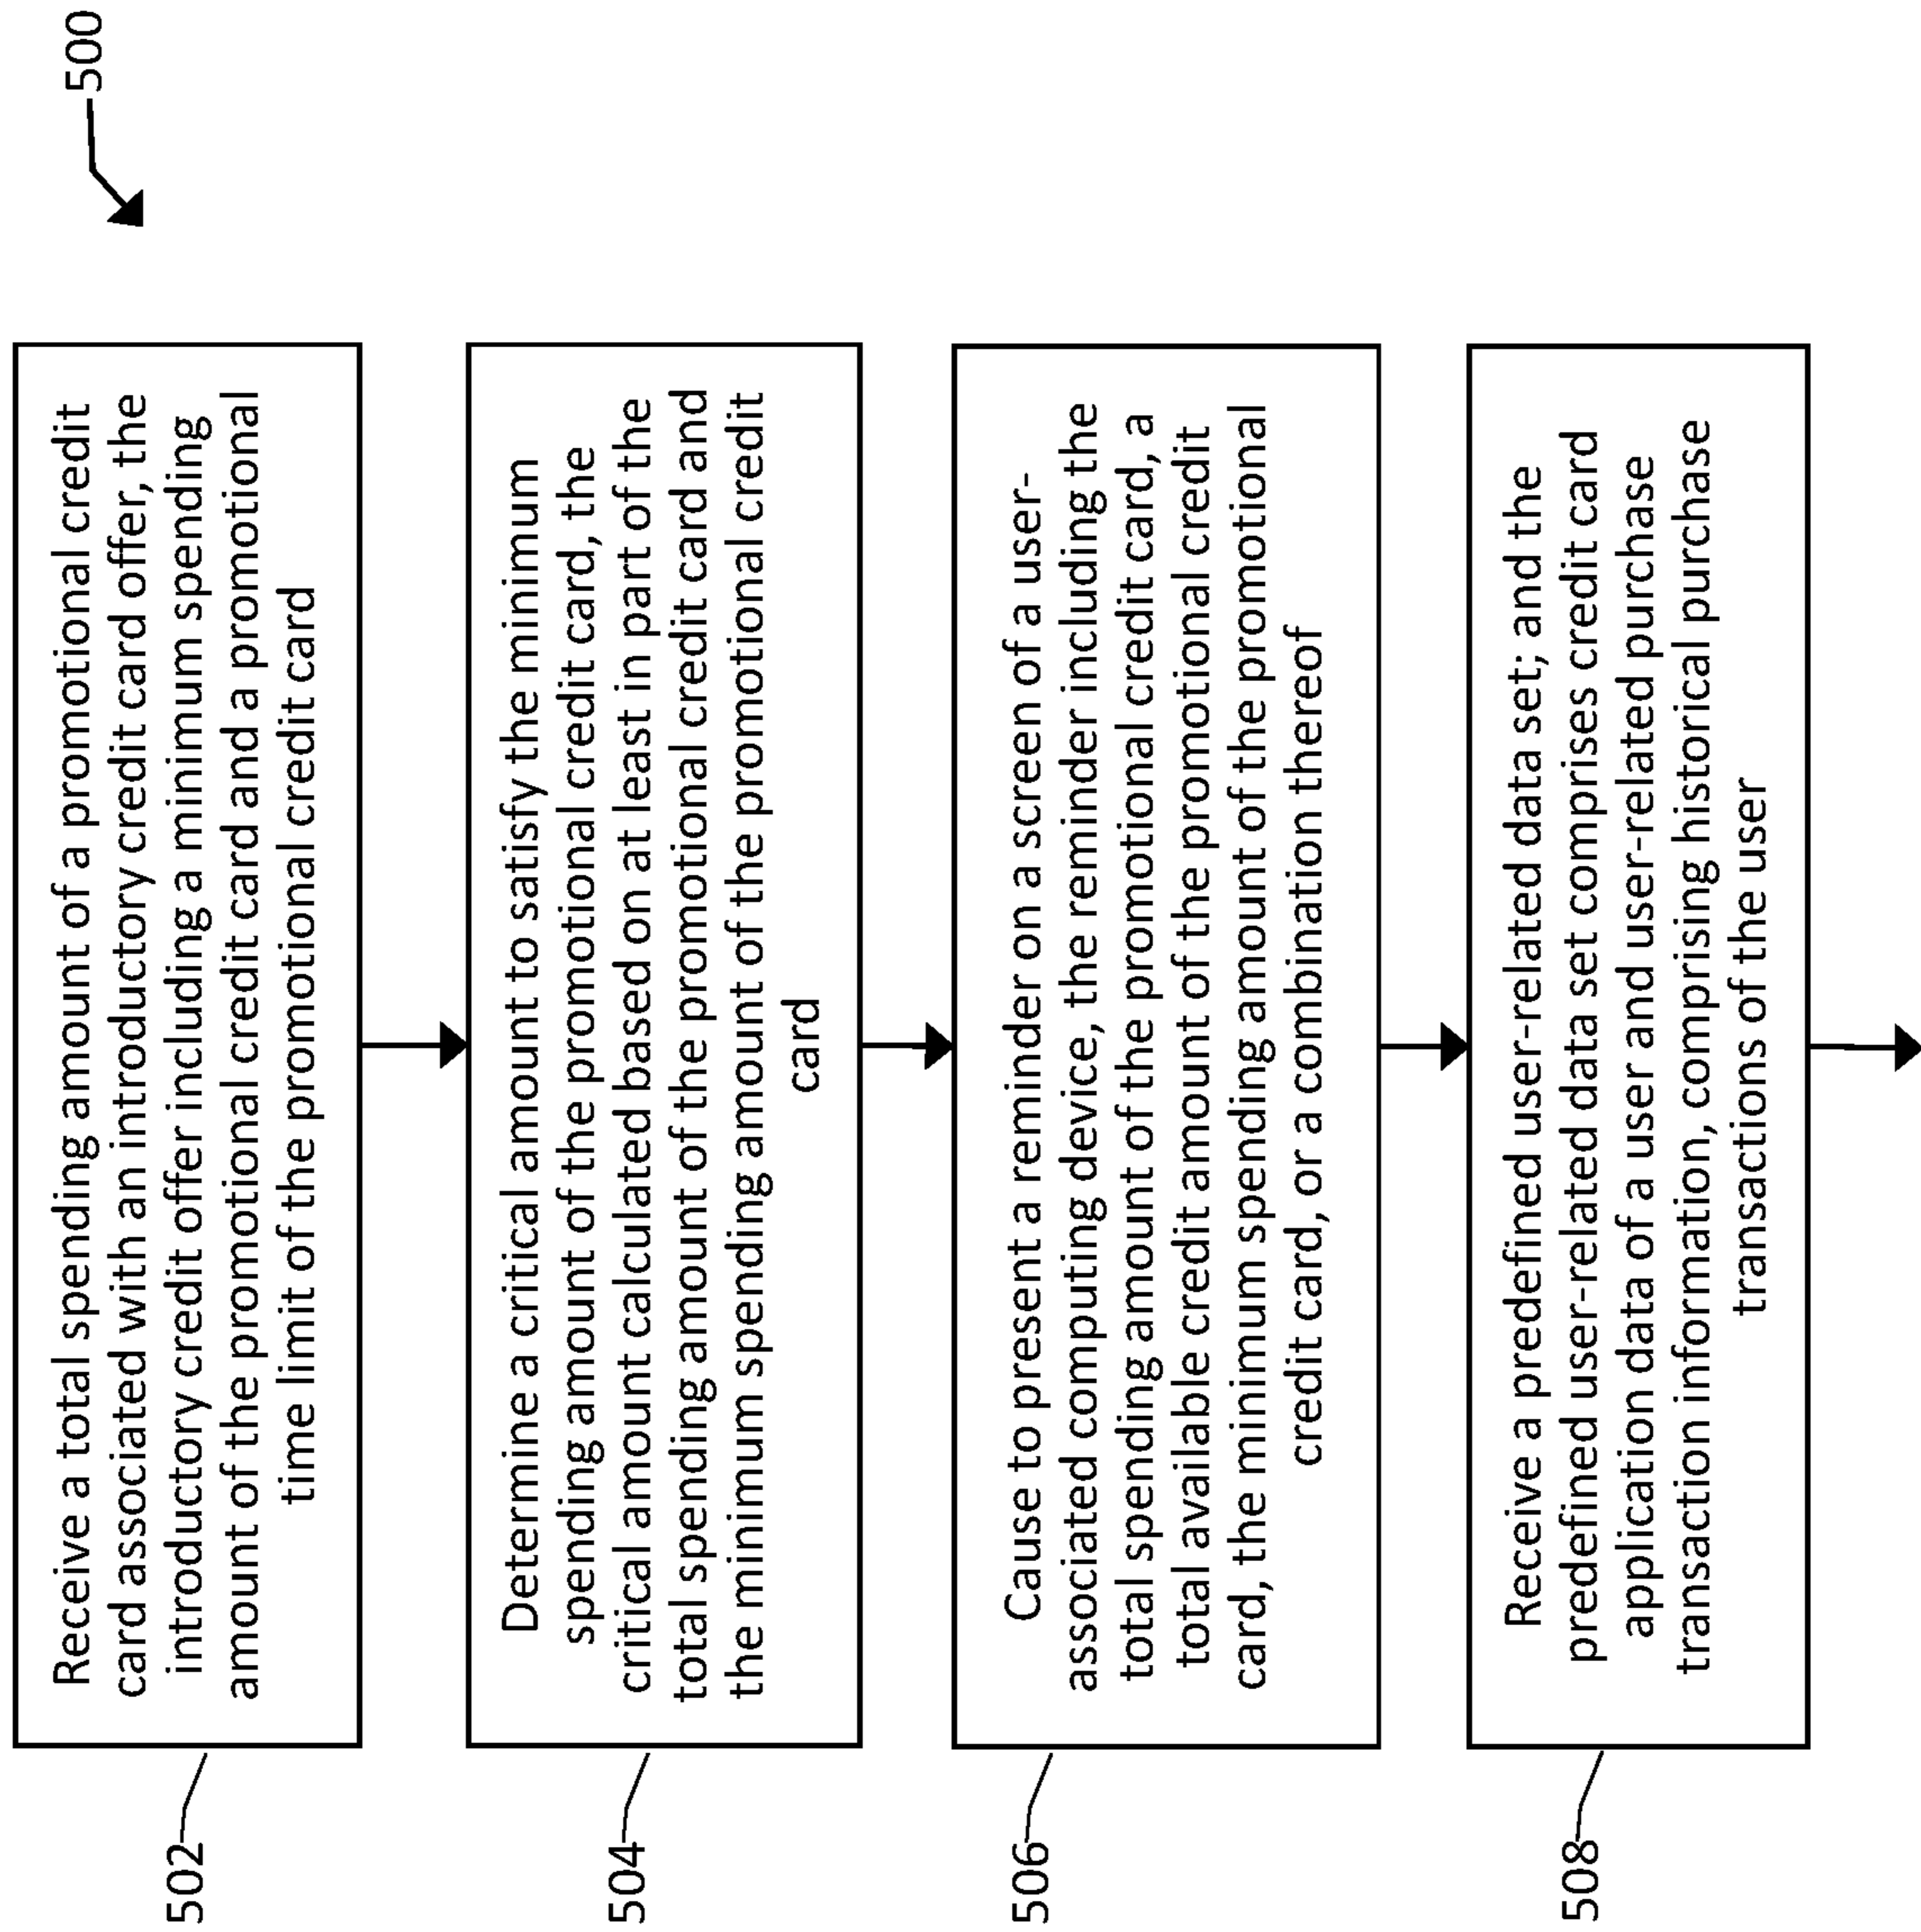 500
502
Receive a total spending amount of a promotional credit
card associated with an introductory credit card offer, the
introductory credit offer including a minimum spending
amount of the promotional credit card and a promotional
time limit of the promotional credit card
504
Determine a critical amount to satisfy the minimum
spending amount of the promotional credit card, the
critical amount calculated based on at least in part of the
total spending amount of the promotional credit card and
the minimum spending amount of the promotional credit
card
506
Cause to present a reminder on a screen of a user-
associated computing device, the reminder including the
total spending amount of the promotional credit card, a
total available credit amount of the promotional credit
card, the minimum spending amount of the promotional
credit card, or a combination thereof
508
Receive a predefined user-related data set; and the
predefined user-related data set comprises credit card
application data of a user and user-related purchase
transaction information, comprising historical purchase
transactions of the user